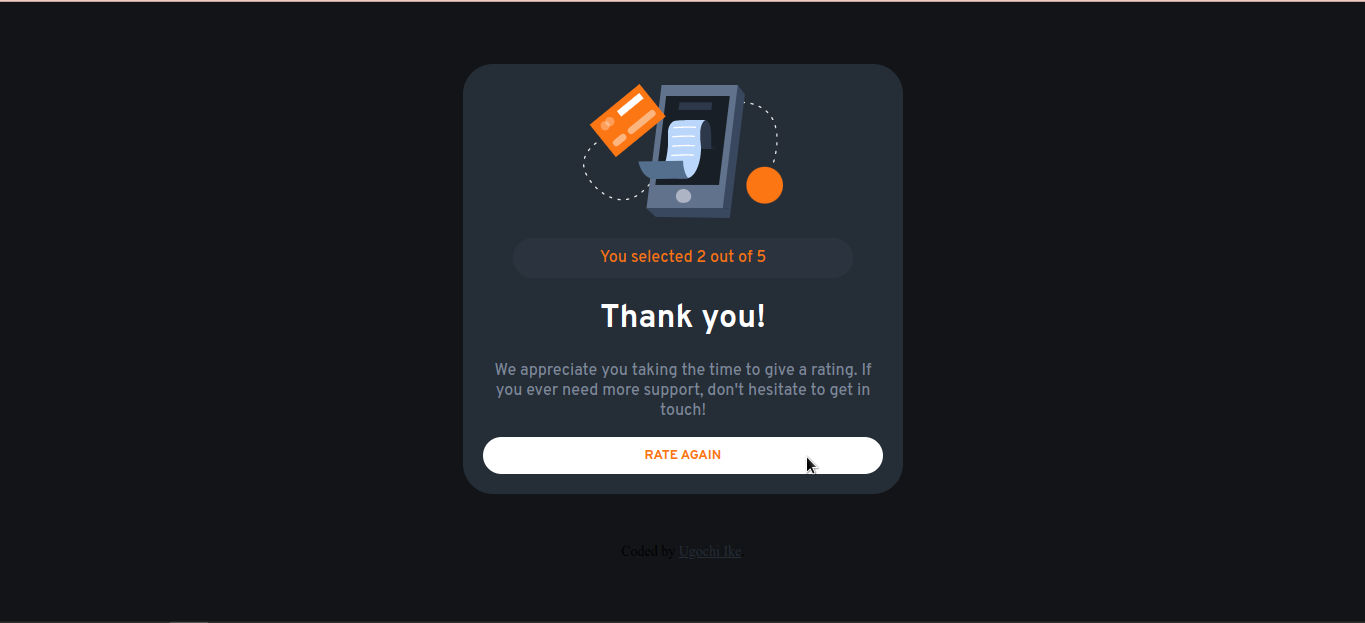 You selected 2 out of 5
Thank you!
We appreciate you taking the time to give a rating. If
you ever need more support, don't hesitate to get in
touch!
RATE AGAIN
Coded by Ugochi Ike.